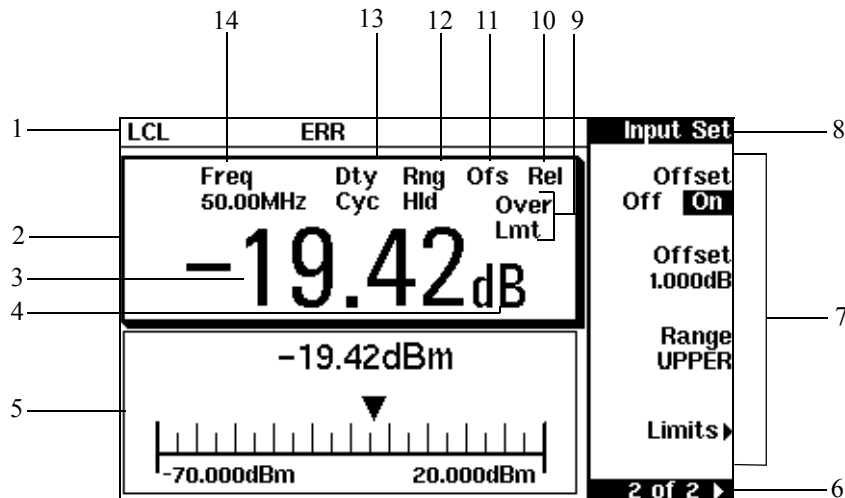 14 13 12 11 10 9
1 LCL ERR Input Set 8
Freq Dty Rng Ofs Rel Offset
50.00MHz Cyc Hld Over Off On
Lmt
2
3 -19.42dB Offset
1.000dB
4
7
Range
UPPER
-19.42dBm
5
Limits
-70.000dBm 20.000dBm
2 of 2 6